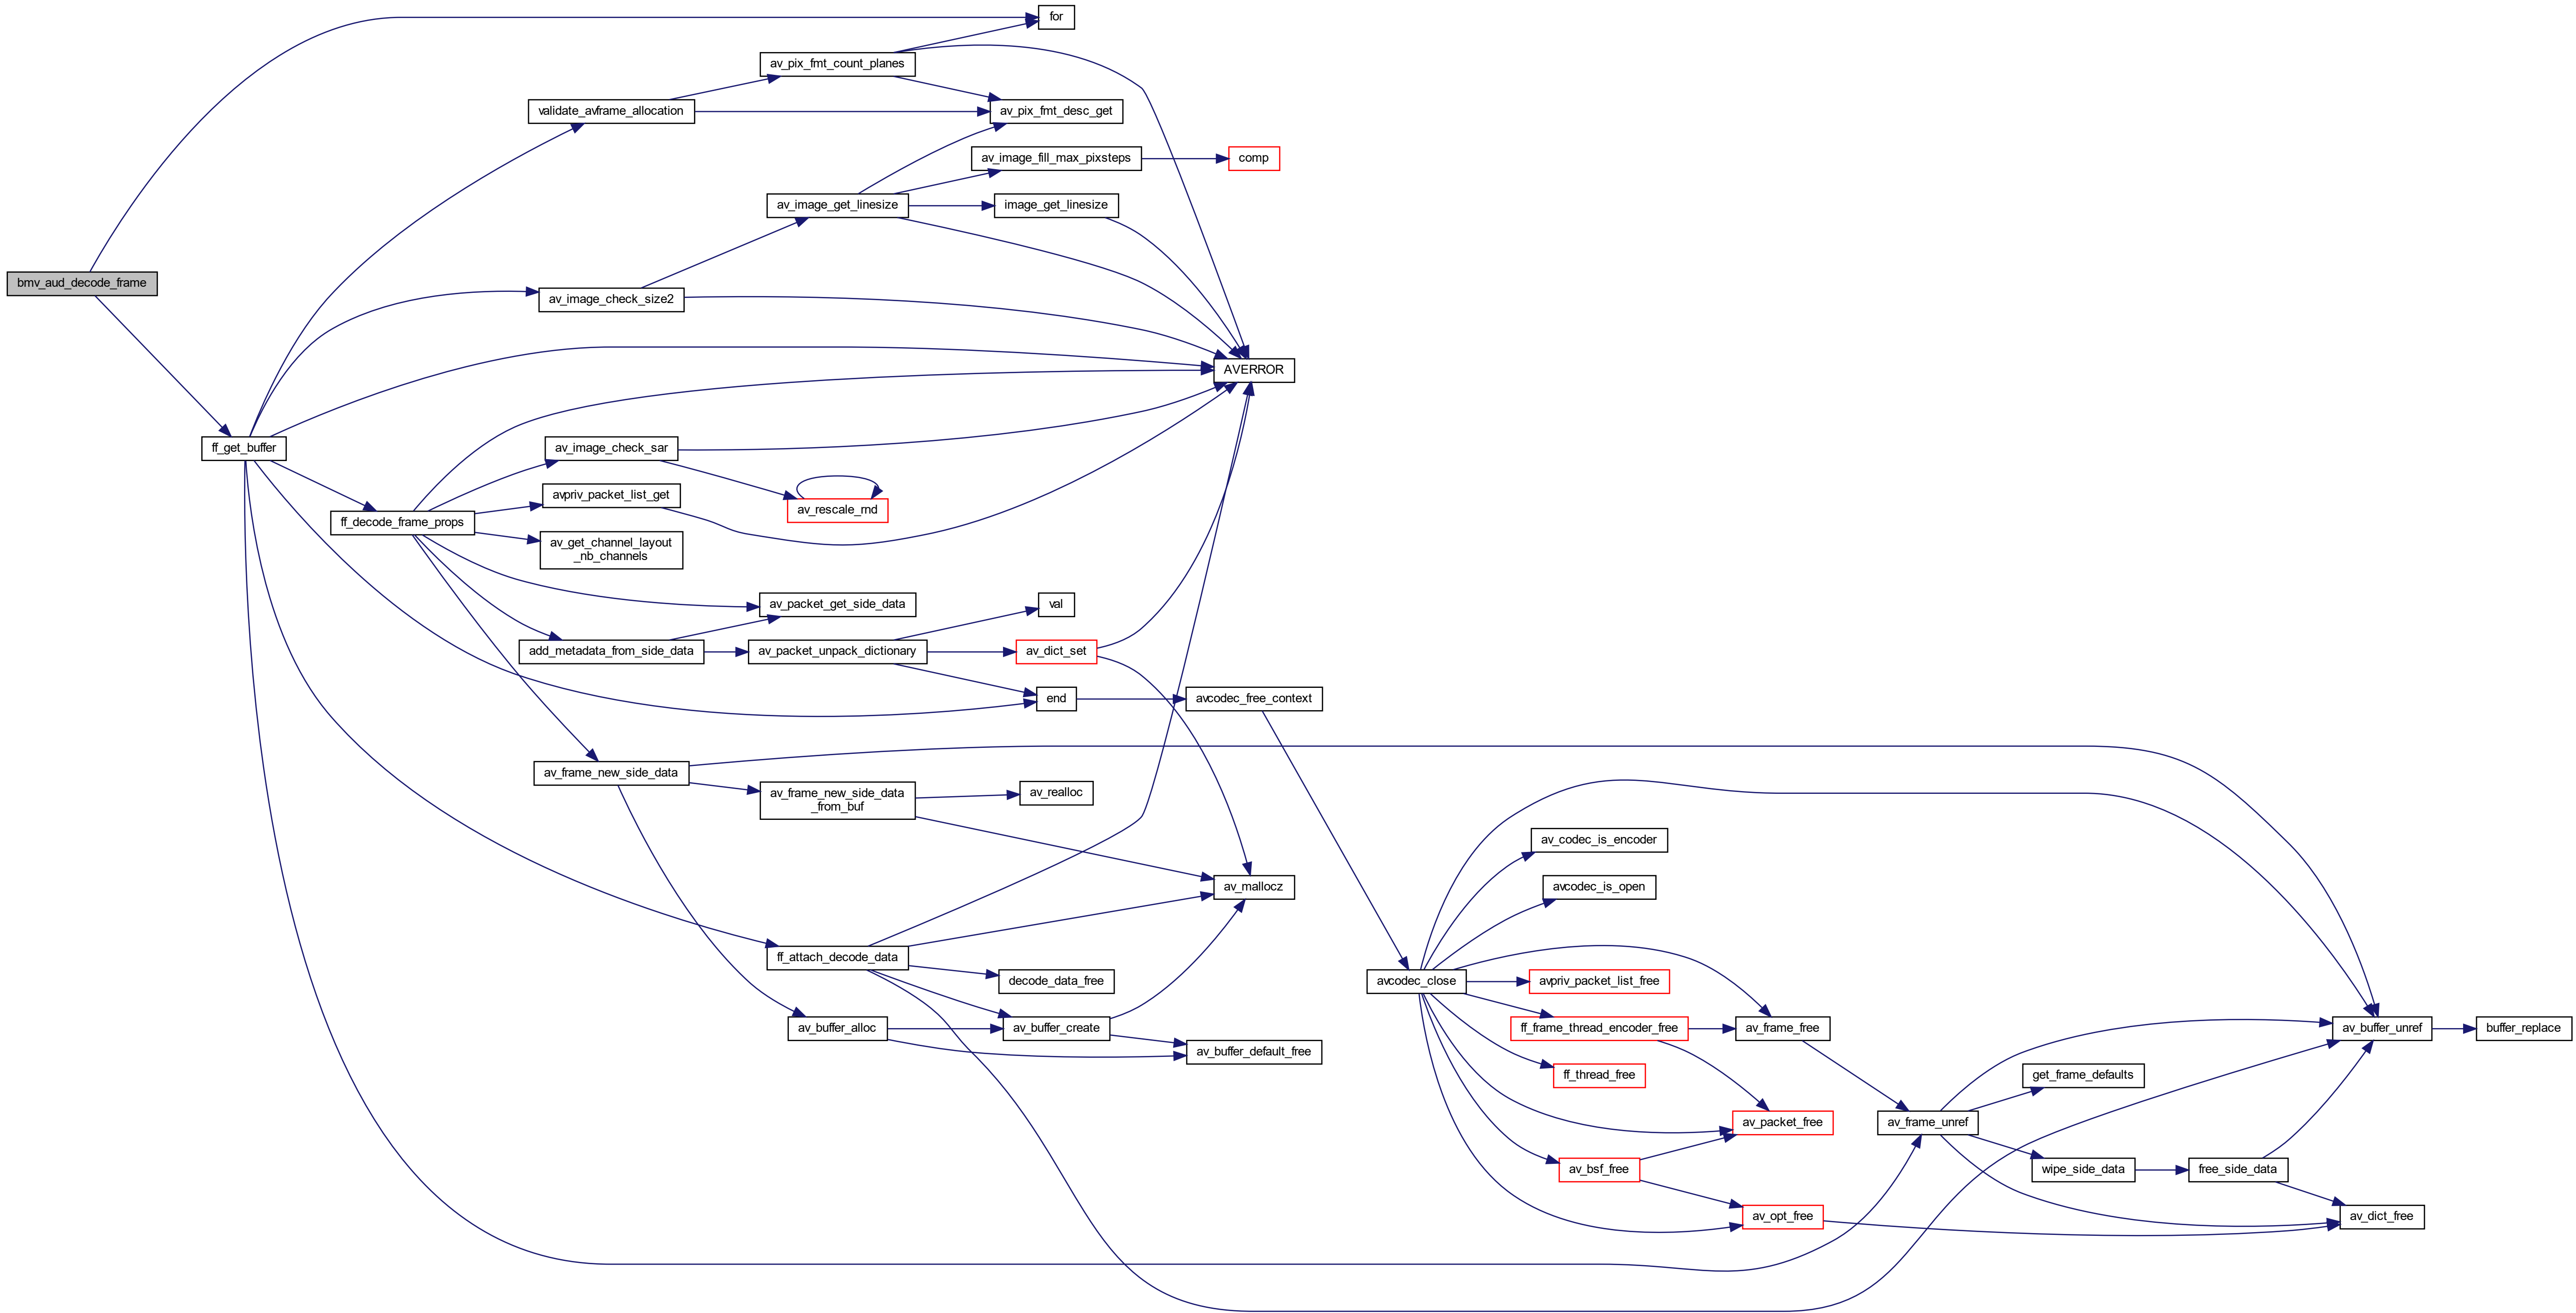 for
av_pix_fmt_count_planes
validate_avframe_allocation
av_pix_fmt_desc_get
av_image_fill_max_pixsteps
comp
av_image_get_linesize
image_get_linesize
bmv_aud_decode_frame
av_image_check_size2
AVERROR
ff_get_buffer
av_image_check_sar
avpriv_packet_list_get
av_rescale_rnd
ff_decode_frame_props
av_get_channel_layout
_nb_channels
av_packet_get_side_data
val
add_metadata_from_side_data
av_packet_unpack_dictionary
av_dict_set
end
avcodec_free_context
av_frame_new_side_data
av_frame_new_side_data
_from_buf
av_realloc
av_codec_is_encoder
av_mallocz
avcodec_is_open
ff_attach_decode_data
decode_data_free
avcodec_close
avpriv_packet_list_free
av_buffer_alloc
av_buffer_create
ff_frame_thread_encoder_free
av_frame_free
av_buffer_unref
buffer_replace
av_buffer_default_free
ff_thread_free
get_frame_defaults
av_packet_free
av_frame_unref
av_bsf_free
wipe_side_data
free_side_data
av_opt_free
av_dict_free